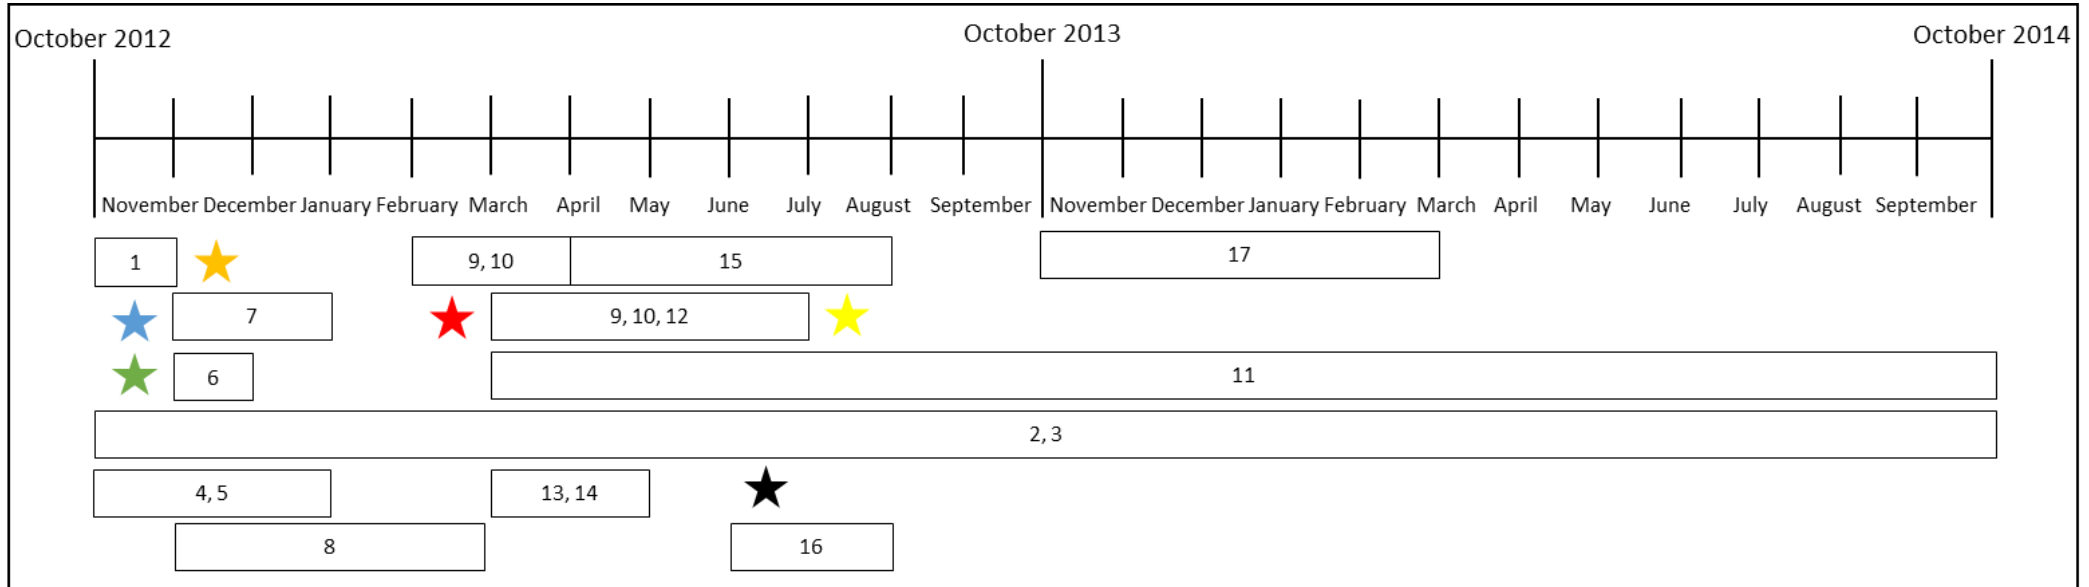 October 2012 October 2013 October 2014
November December January February March April May June July August September November December January February March April May June July August September
1 9, 10 15 17
7 9, 10, 12
6 11
2, 3
4, 5 13, 14
8 16